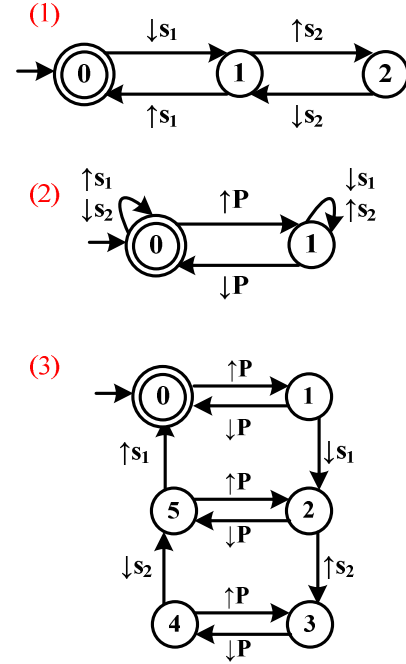 (1)
↓s₁ ↑s₂
0 1 2
↑s₁ ↓s₂
(2)
↑s₁ ↓s₁
↓s₂ ↑P ↑s₂
0 1
↓P
(3)
↑P
0 1
↓P
↑s₁ ↓s₁
↑P
5 2
↓P
↓s₂ ↑s₂
↑P
4 3
↓P